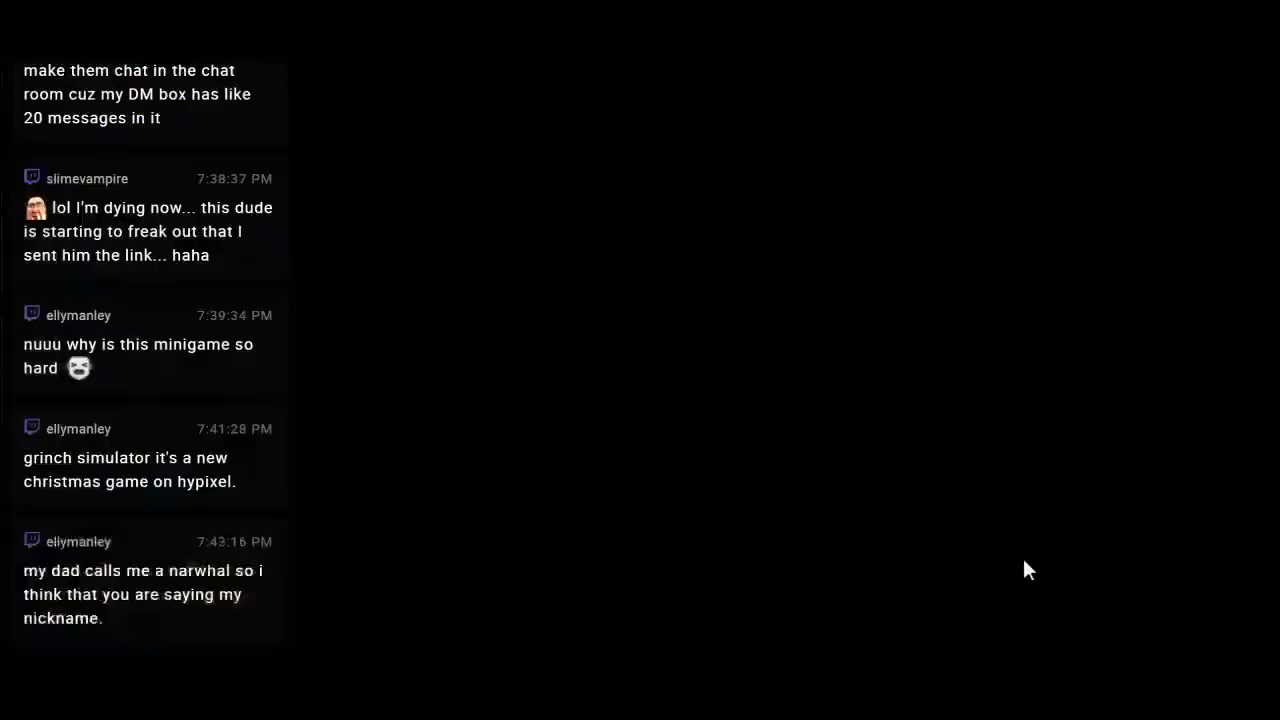 make them chat in the chat
room cuz my DM box has like
20 messages in it
slimevampire 7:38:37 PM
lol I'm dying now... this dude
is starting to freak out that I
sent him the link... haha
ellymanley 7:39:34 PM
nuuu why is this minigame so
hard
ellymanley 7:41:28 PM
grinch simulator it's a new
christmas game on hypixel.
ellymanley 7:43:16 PM
my dad calls me a narwhal so i
think that you are saying my
nickname.